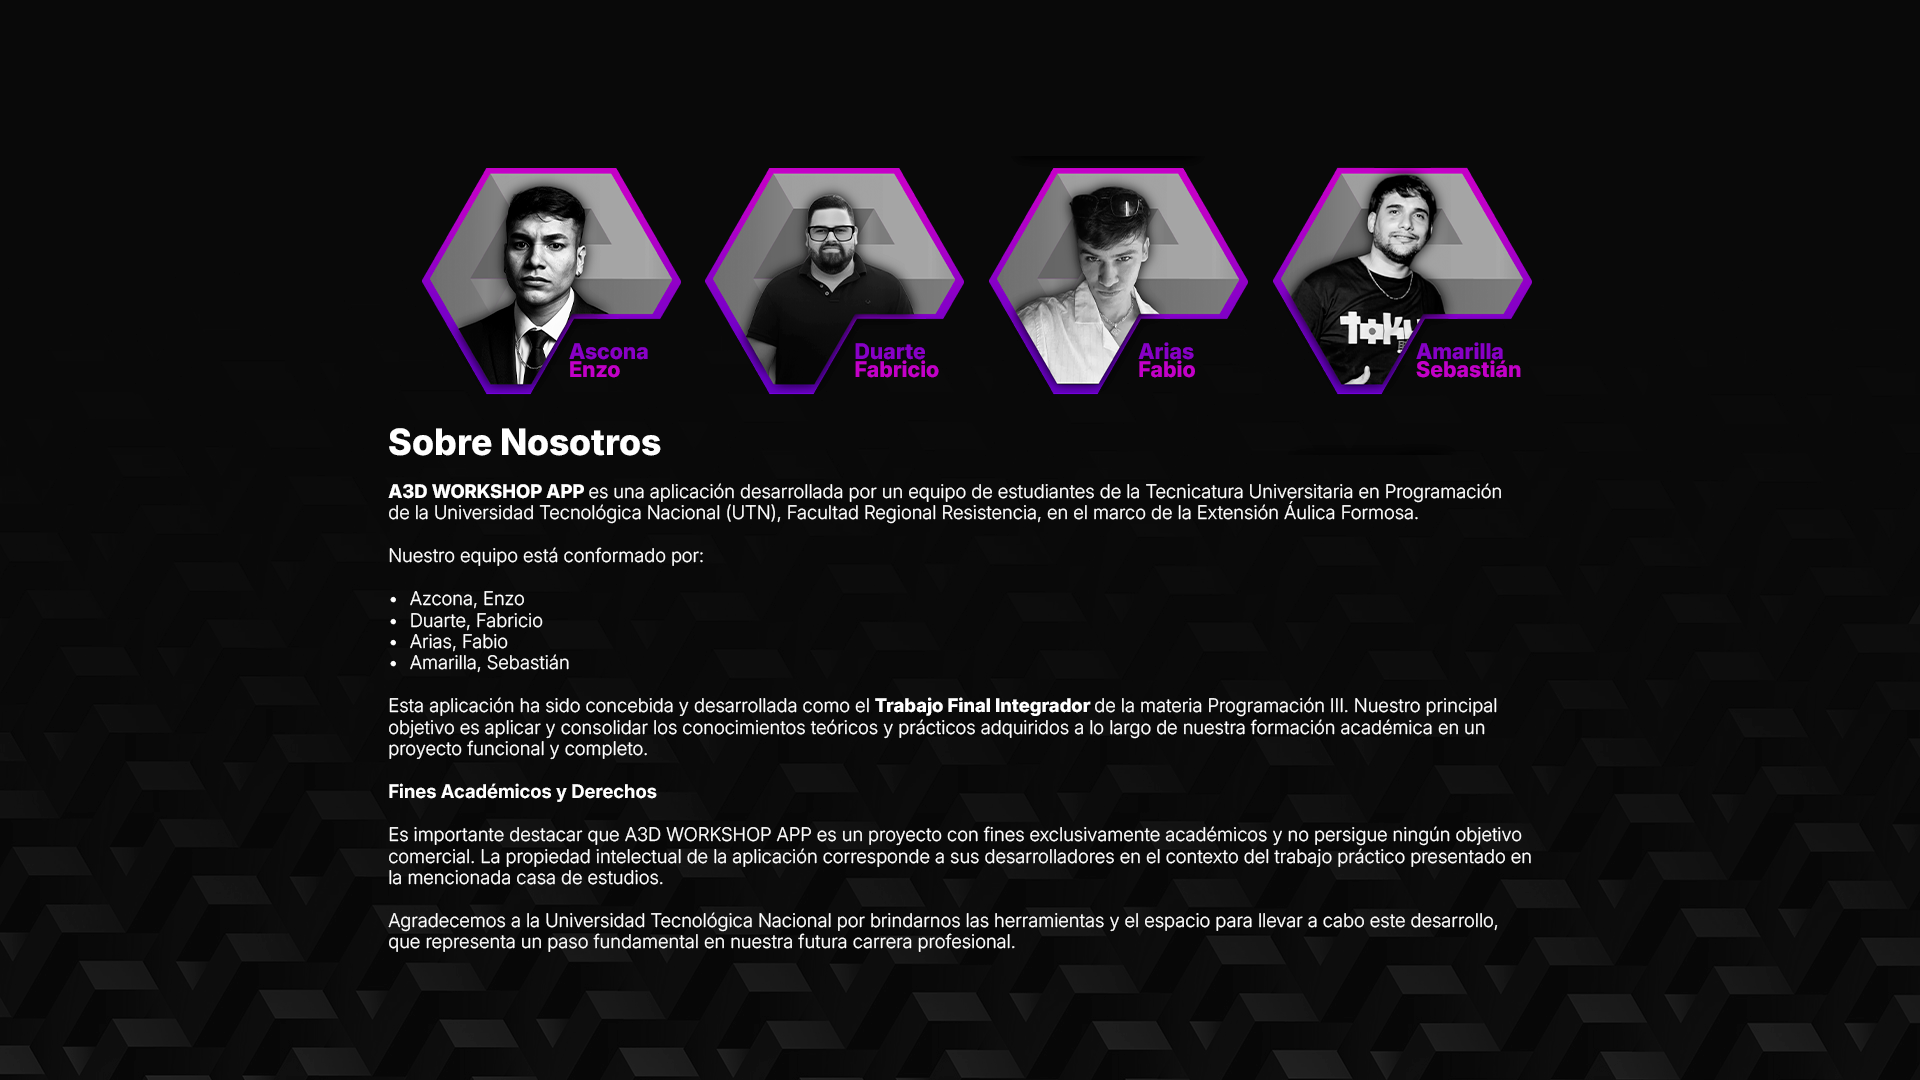 Ascona
Enzo
Duarte
Fabricio
Arias
Fabio
Amarilla
Sebastián
Sobre Nosotros
A3D WORKSHOP APP es una aplicación desarrollada por un equipo de estudiantes de la Tecnicatura Universitaria en Programación
de la Universidad Tecnológica Nacional (UTN), Facultad Regional Resistencia, en el marco de la Extensión Áulica Formosa.
Nuestro equipo está conformado por:
• Azcona, Enzo
• Duarte, Fabricio
• Arias, Fabio
• Amarilla, Sebastián
Esta aplicación ha sido concebida y desarrollada como el Trabajo Final Integrador de la materia Programación III. Nuestro principal
objetivo es aplicar y consolidar los conocimientos teóricos y prácticos adquiridos a lo largo de nuestra formación académica en un
proyecto funcional y completo.
Fines Académicos y Derechos
Es importante destacar que A3D WORKSHOP APP es un proyecto con fines exclusivamente académicos y no persigue ningún objetivo
comercial. La propiedad intelectual de la aplicación corresponde a sus desarrolladores en el contexto del trabajo práctico presentado en
la mencionada casa de estudios.
Agradecemos a la Universidad Tecnológica Nacional por brindarnos las herramientas y el espacio para llevar a cabo este desarrollo,
que representa un paso fundamental en nuestra futura carrera profesional.